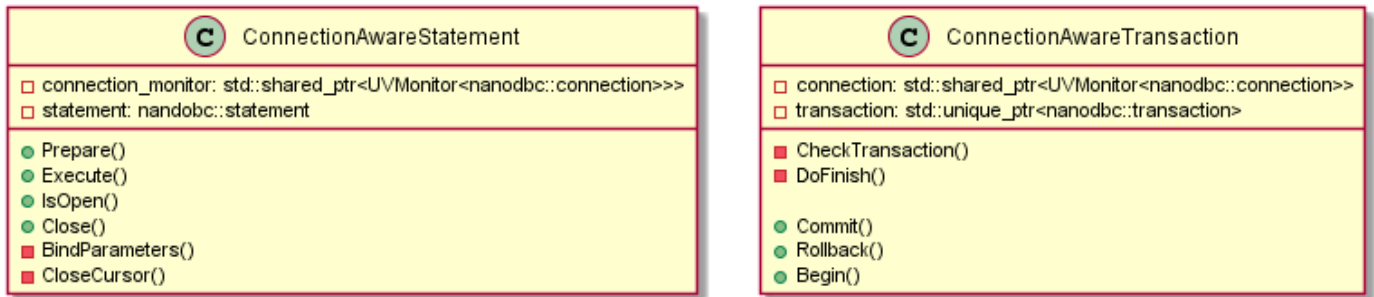 C ConnectionAwareStatement
connection_monitor: std::shared_ptr<UVMonitor<nanodbc::connection>>>
statement: nandobc::statement
Prepare()
Execute()
IsOpen()
Close()
BindParameters()
CloseCursor()
C ConnectionAwareTransaction
connection: std::shared_ptr<UVMonitor<nanodbc::connection>>
transaction: std::unique_ptr<nanodbc::transaction>
CheckTransaction()
DoFinish()
Commit()
Rollback()
Begin()